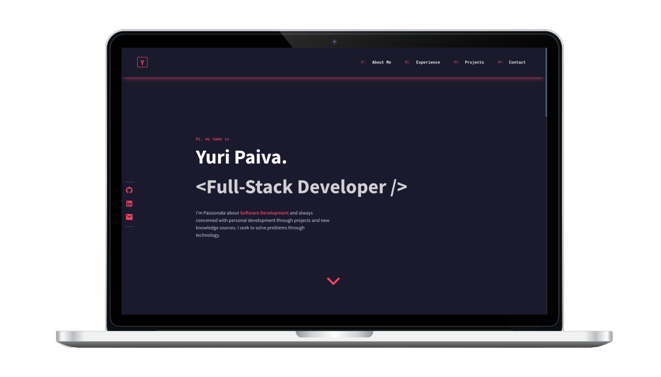 Y
01. About Me 02. Experience 03. Projects 04. Contact
Hi, my name is
Yuri Paiva.
<Full-Stack Developer />
I'm Passionate about Software Development and always
concerned with personal development through projects and new
knowledge sources, I seek to solve problems through
technology.
in